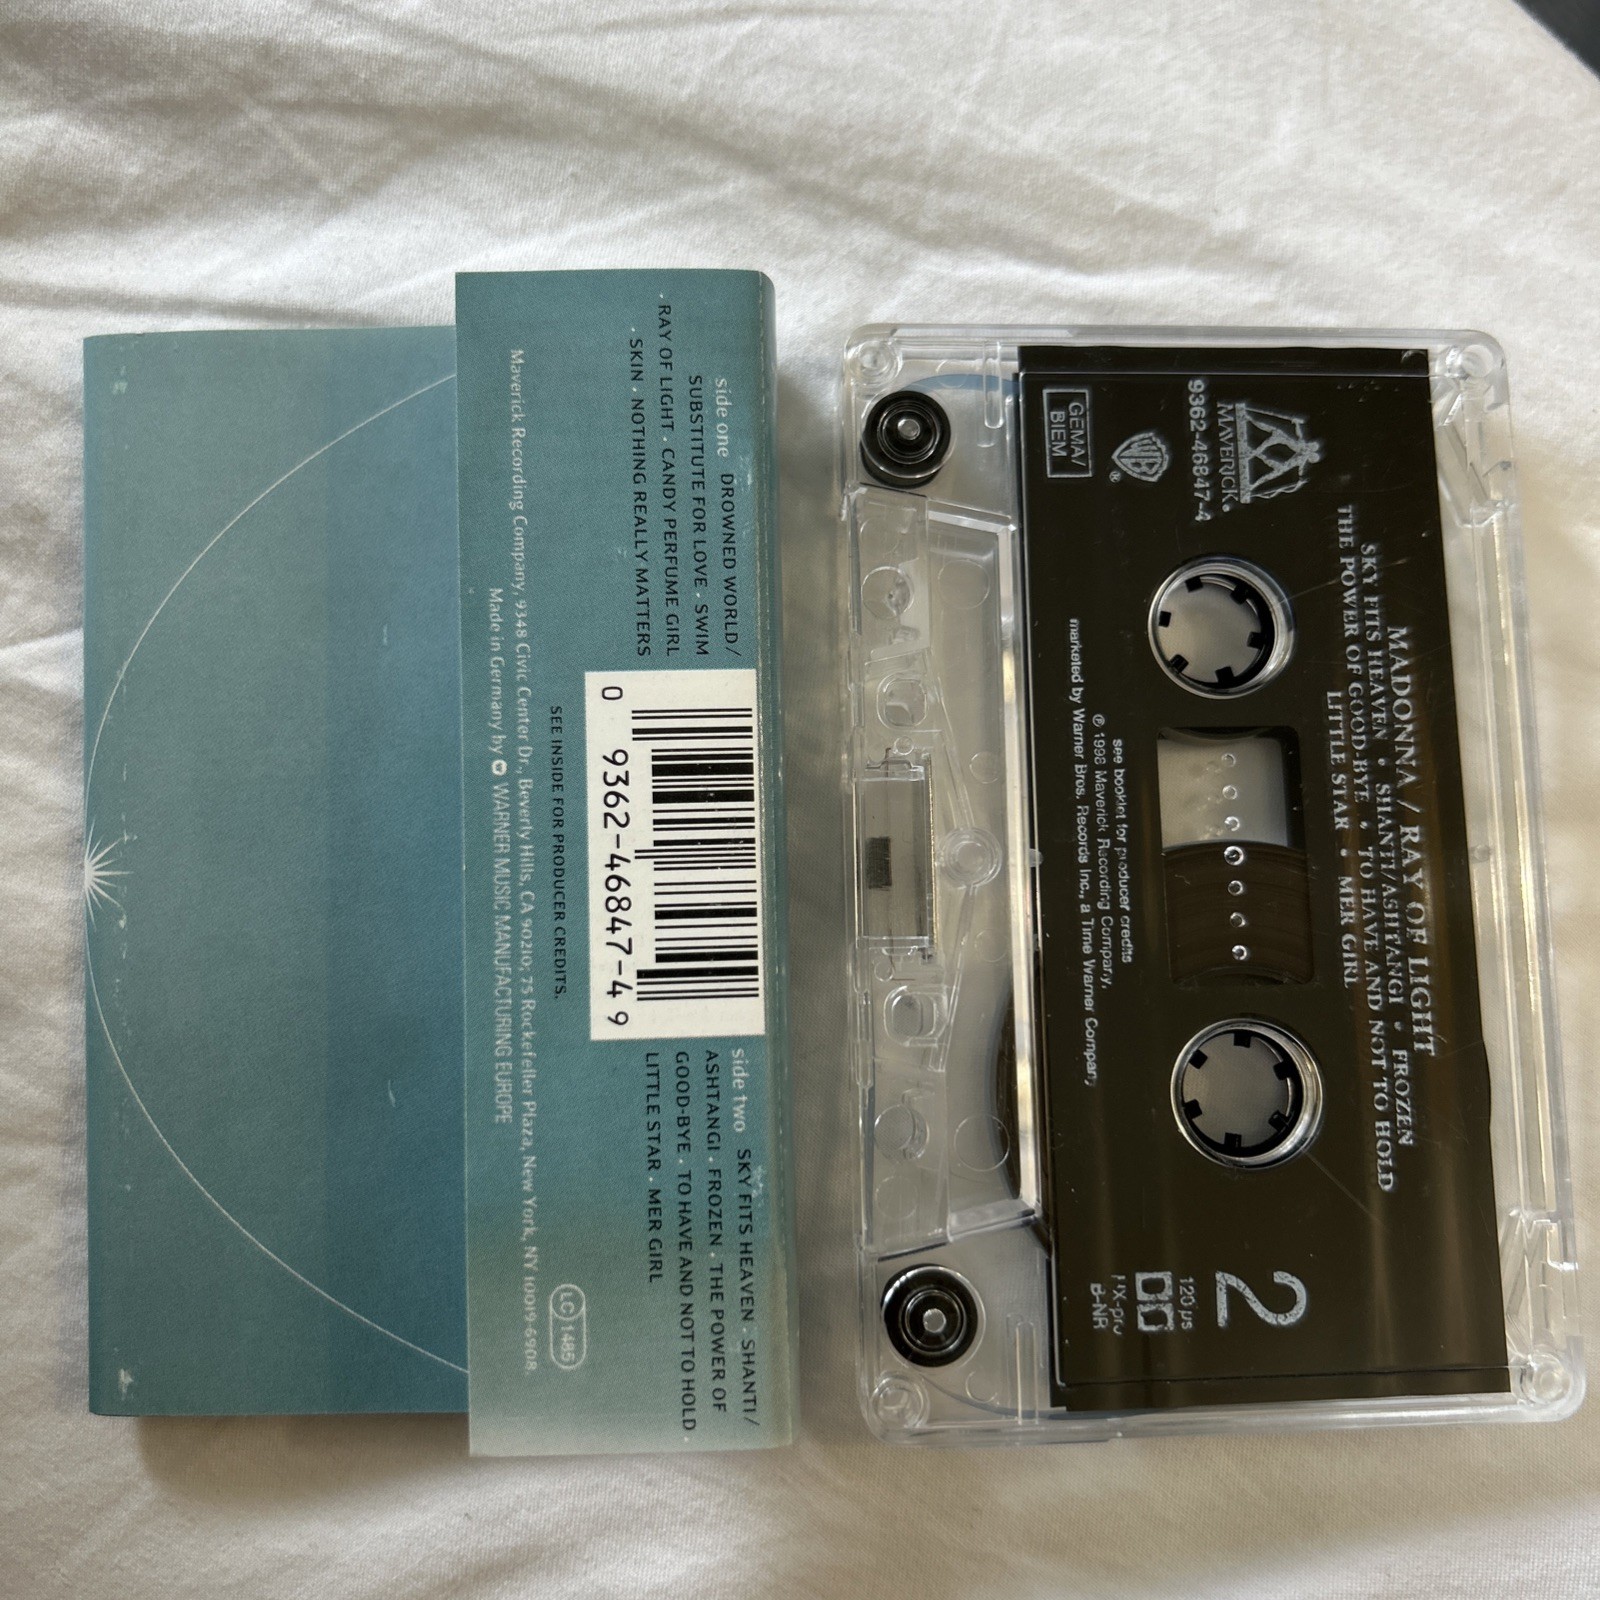 side one DROWNED WORLD/
SUBSTITUTE FOR LOVE . SWIM
. RAY OF LIGHT . CANDY PERFUME GIRL
. SKIN . NOTHING REALLY MATTERS
0 9362-46847-4 9
side two SKY FITS HEAVEN . SHANTI/
ASHTANGI . FROZEN . THE POWER OF
GOOD-BYE . TO HAVE AND NOT TO HOLD .
LITTLE STAR . MER GIRL
SEE INSIDE FOR PRODUCER CREDITS.
LC 1485
Maverick Recording Company, 9348 Civic Center Dr., Beverly Hills, CA 90210; 75 Rockefeller Plaza, New York, NY 10019-6908.
Made in Germany by WARNER MUSIC MANUFACTURING EUROPE
MADONNA / RAY OF LIGHT
SKY FITS HEAVEN • SHANTI/ASHTANGI • FROZEN
THE POWER OF GOOD-BYE • TO HAVE AND NOT TO HOLD
LITTLE STAR • MER GIRL
MAVERICK
9362-46847-4
WB
®
GEMA/
BIEM
2
120 µs
HX-pro
B-NR
see booklet for producer credits
℗ 1998 Maverick Recording Company,
marketed by Warner Bros. Records Inc., a Time Warner Company